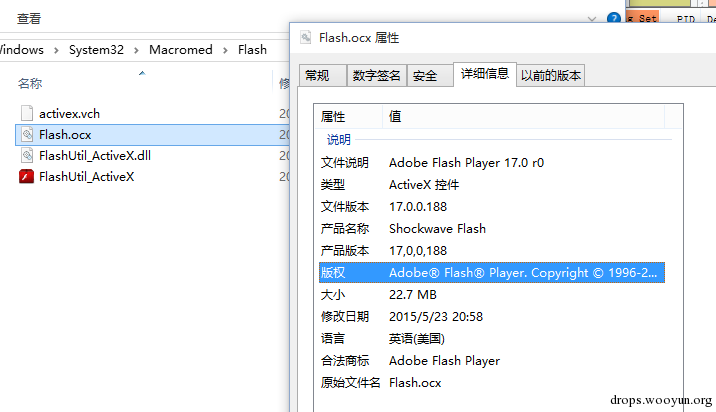 查看
Windows > System32 > Macromed > Flash
名称
修
activex.vch
20
Flash.ocx
20
FlashUtil_ActiveX.dll
20
FlashUtil_ActiveX
20
g Set PID De
Flash.ocx 属性
常规 数字签名 安全 详细信息 以前的版本
属性 值
说明
文件说明 Adobe Flash Player 17.0 r0
类型 ActiveX 控件
文件版本 17.0.0.188
产品名称 Shockwave Flash
产品版本 17,0,0,188
版权 Adobe® Flash® Player. Copyright © 1996-2...
大小 22.7 MB
修改日期 2015/5/23 20:58
语言 英语(美国)
合法商标 Adobe Flash Player
原始文件名 Flash.ocx
drops.wooyun.org